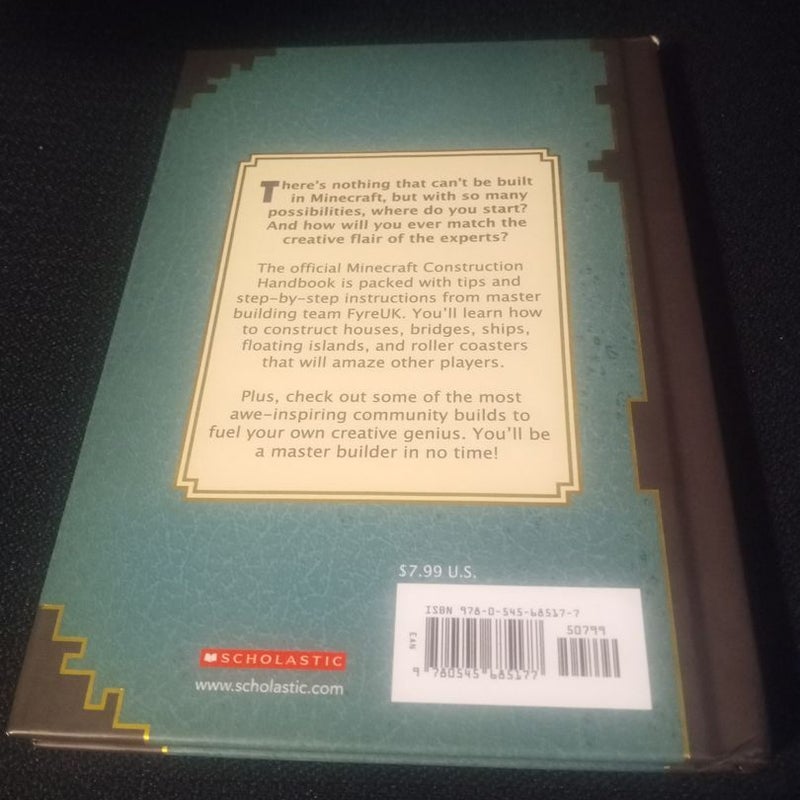 There's nothing that can't be built
in Minecraft, but with so many
possibilities, where do you start?
And how will you ever match the
creative flair of the experts?
The official Minecraft Construction
Handbook is packed with tips and
step-by-step instructions from master
building team FyreUK. You'll learn how
to construct houses, bridges, ships,
floating islands, and roller coasters
that will amaze other players.
Plus, check out some of the most
awe-inspiring community builds to
fuel your own creative genius. You'll be
a master builder in no time!
$7.99 U.S.
ISBN 978-0-545-68517-7
50799
EAN
9 780545 685177
SCHOLASTIC
www.scholastic.com